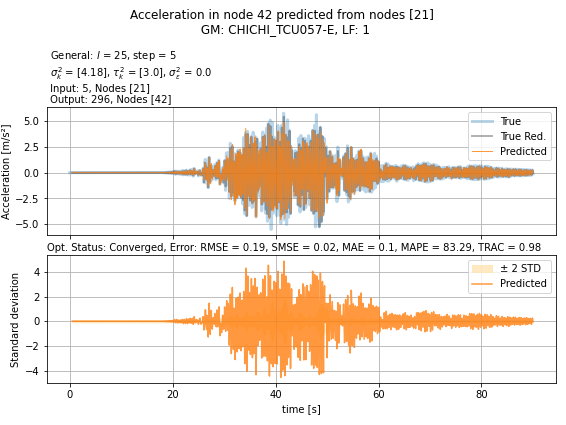 Acceleration in node 42 predicted from nodes [21]
GM: CHICHI_TCU057-E, LF: 1
General: l = 25, step = 5
σ²ₖ = [4.18], τ²ₖ = [3.0], σ²ε = 0.0
Input: 5, Nodes [21]
Output: 296, Nodes [42]
Acceleration [m/s²]
5.0
2.5
0.0
−2.5
−5.0
True
True Red.
Predicted
Opt. Status: Converged, Error: RMSE = 0.19, SMSE = 0.02, MAE = 0.1, MAPE = 83.29, TRAC = 0.98
Standard deviation
4
2
0
−2
−4
± 2 STD
Predicted
0 20 40 60 80
time [s]